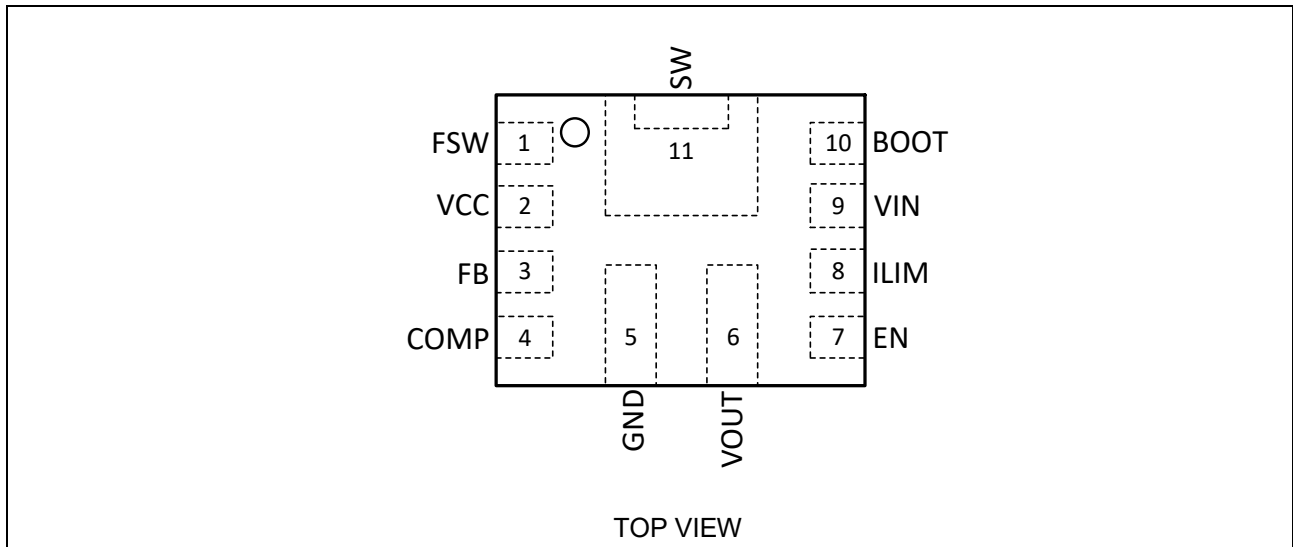 SW
FSW 1 11 10 BOOT
VCC 2 9 VIN
FB 3 8 ILIM
COMP 4 5 6 7 EN
GND VOUT
TOP VIEW